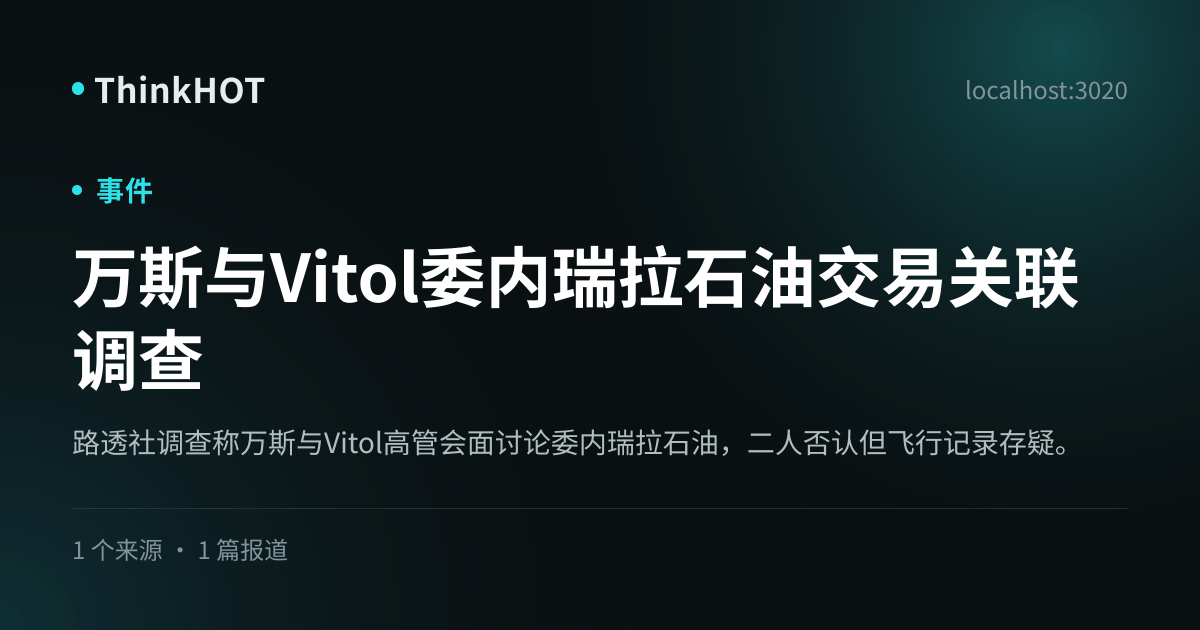 ThinkHOT
localhost:3020
事件
万斯与Vitol委内瑞拉石油交易关联
调查
路透社调查称万斯与Vitol高管会面讨论委内瑞拉石油，二人否认但飞行记录存疑。
1 个来源 · 1 篇报道